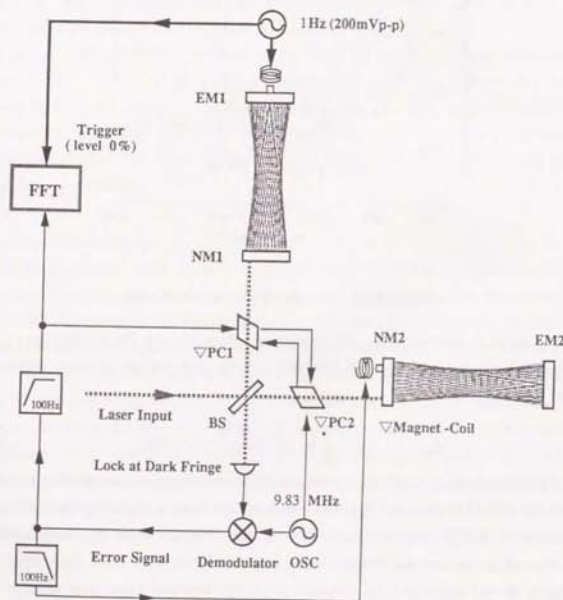 1Hz (200mVp-p)
EM1
Trigger
(level 0%)
FFT
NM1
NM2
EM2
▽PC1
100Hz
Laser Input
BS
▽PC2
▽Magnet -Coil
Lock at Dark Fringe
9.83 MHz
Error Signal
Demodulator
OSC
100Hz